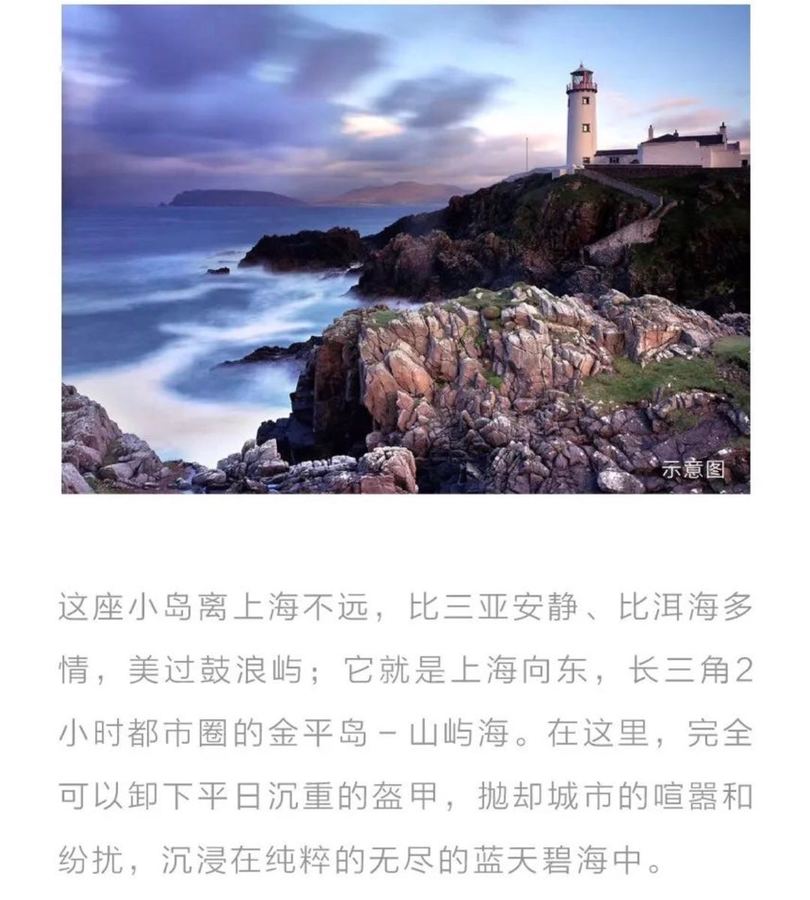 示意图
这座小岛离上海不远，比三亚安静、比洱海多
情，美过鼓浪屿；它就是上海向东，长三角2
小时都市圈的金平岛－山屿海。在这里，完全
可以卸下平日沉重的盔甲，抛却城市的喧嚣和
纷扰，沉浸在纯粹的无尽的蓝天碧海中。